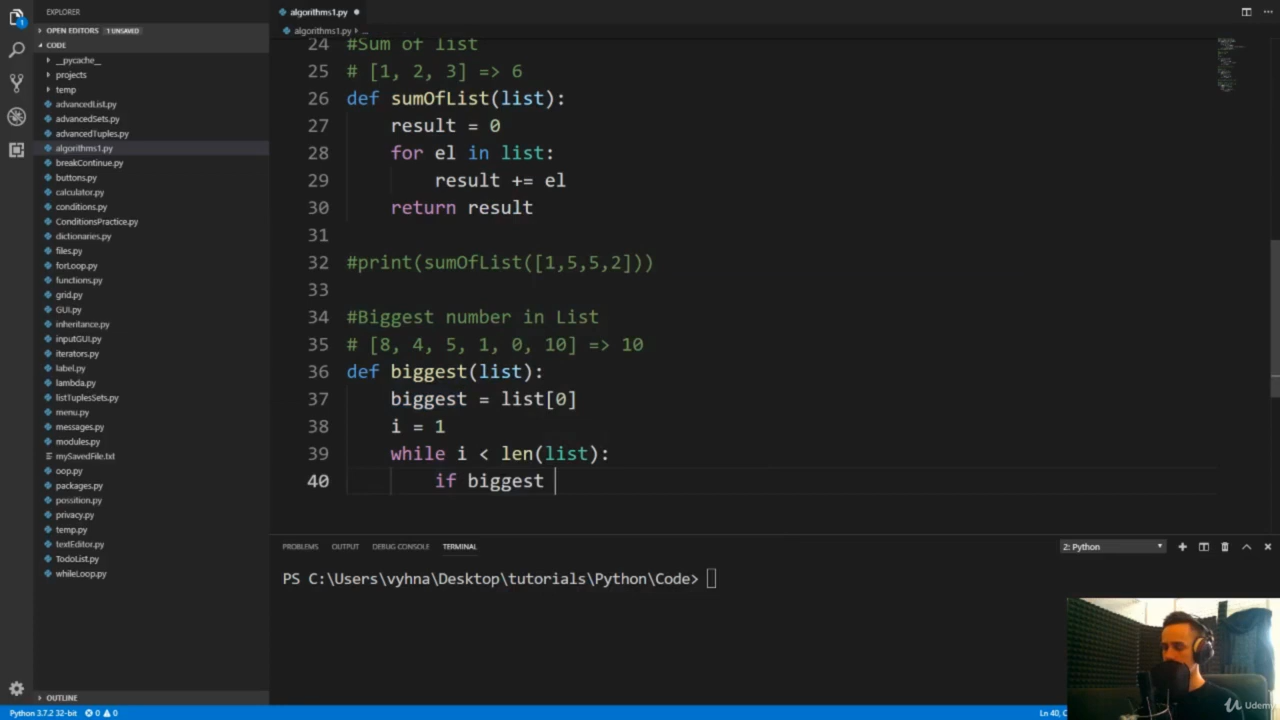 EXPLORER
OPEN EDITORS 1 UNSAVED
CODE
__pycache__
projects
temp
advancedList.py
advancedSets.py
advancedTuples.py
algorithms1.py
breakContinue.py
buttons.py
calculator.py
conditions.py
ConditionsPractice.py
dictionaries.py
files.py
forLoop.py
functions.py
grid.py
GUI.py
inheritance.py
inputGUI.py
iterators.py
label.py
lambda.py
listTuplesSets.py
menu.py
messages.py
modules.py
mySavedFile.txt
oop.py
packages.py
possition.py
privacy.py
temp.py
textEditor.py
TodoList.py
whileLoop.py
OUTLINE
algorithms1.py
algorithms1.py ...
24 #Sum of list
25 # [1, 2, 3] => 6
26 def sumOfList(list):
27 result = 0
28 for el in list:
29 result += el
30 return result
31
32 #print(sumOfList([1,5,5,2]))
33
34 #Biggest number in List
35 # [8, 4, 5, 1, 0, 10] => 10
36 def biggest(list):
37 biggest = list[0]
38 i = 1
39 while i < len(list):
40 if biggest
PROBLEMS OUTPUT DEBUG CONSOLE TERMINAL 2: Python
PS C:\Users\vyhna\Desktop\tutorials\Python\Code>
Python 3.7.2 32-bit 0 0 Ln 40, C
Udemy
1